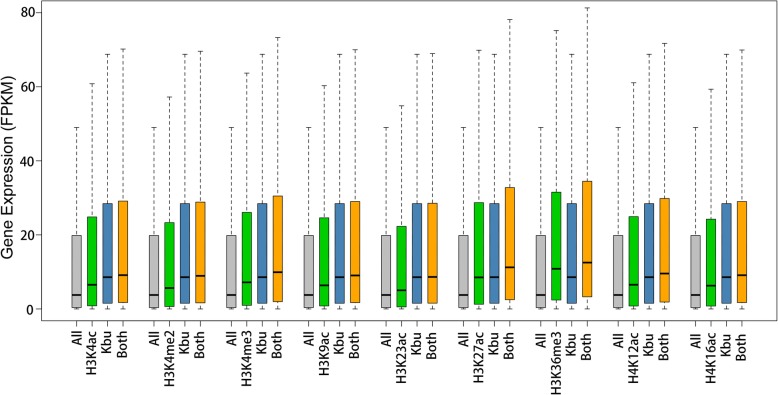 Gene Expression (FPKM)
80
60
40
20
0
All
H3K4ac
Kbu
Both
All
H3K4me2
Kbu
Both
All
H3K4me3
Kbu
Both
All
H3K9ac
Kbu
Both
All
H3K23ac
Kbu
Both
All
H3K27ac
Kbu
Both
All
H3K36me3
Kbu
Both
All
H4K12ac
Kbu
Both
All
H4K16ac
Kbu
Both